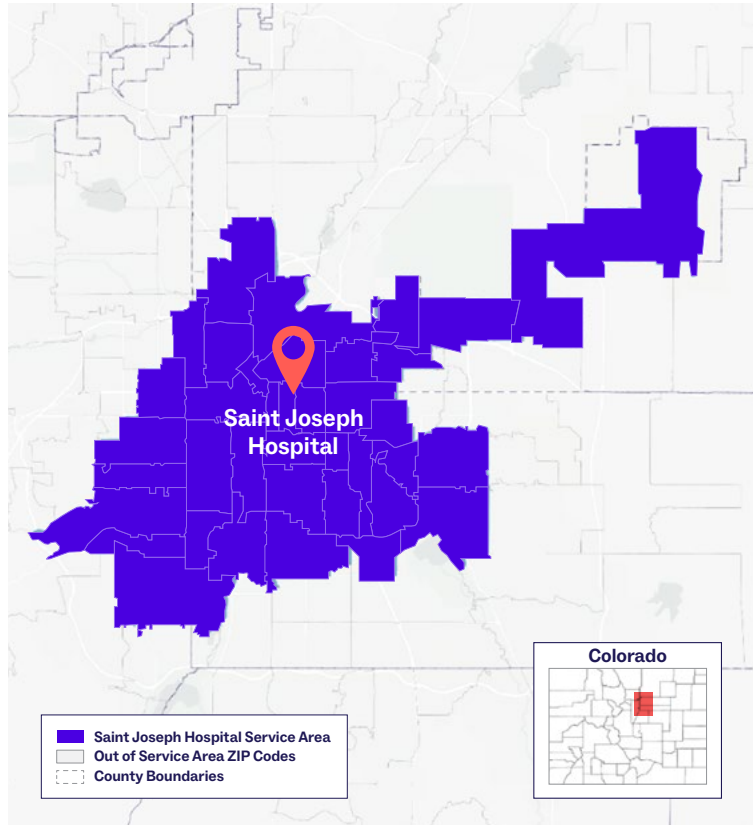 Saint Joseph
Hospital
Colorado
Saint Joseph Hospital Service Area
Out of Service Area ZIP Codes
County Boundaries